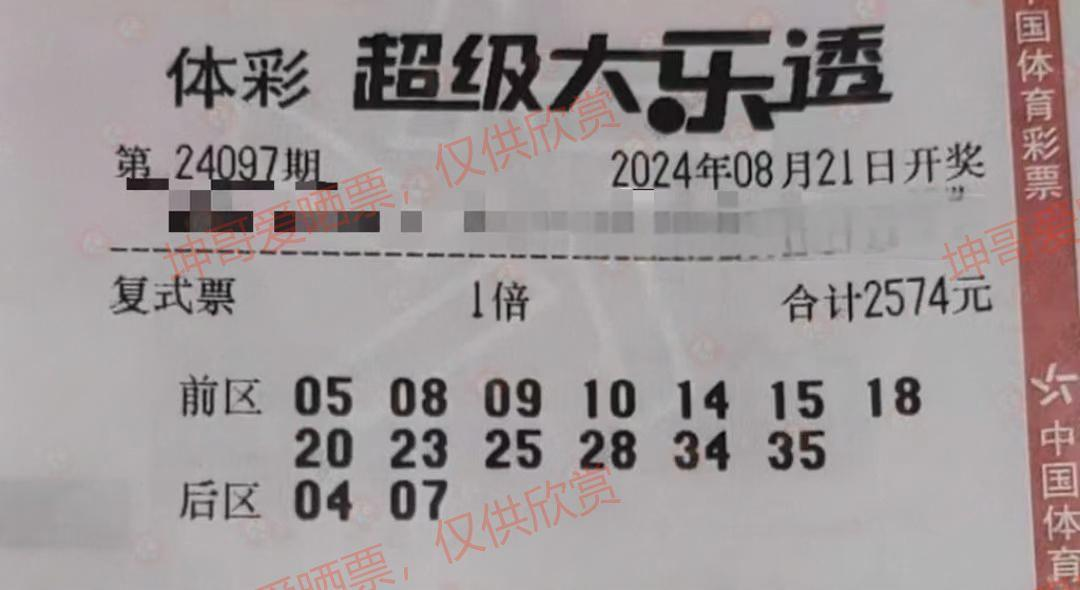 体彩 超级大乐透
第 24097期 2024年08月21日开奖
复式票 1倍 合计2574元
前区 05 08 09 10 14 15 18
20 23 25 28 34 35
后区 04 07
坤哥爱晒票，仅供欣赏
坤哥爱晒票，仅供欣赏
坤哥爱
国体育彩票
中国体育